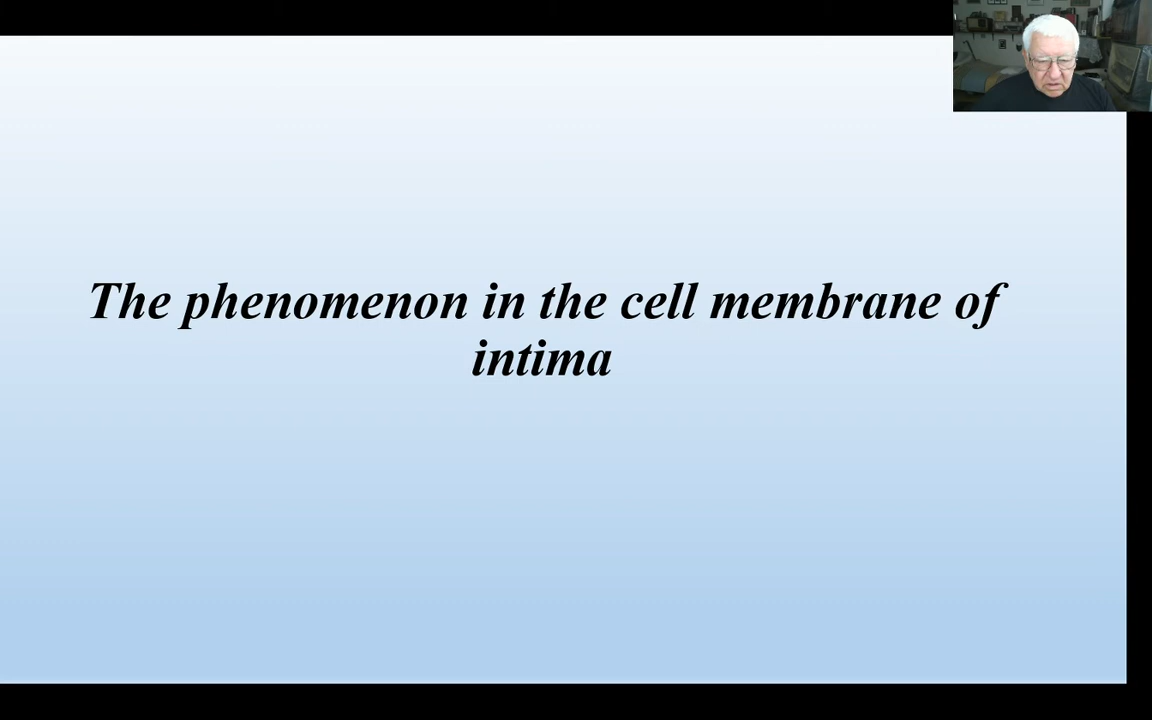 The phenomenon in the cell membrane of
intima